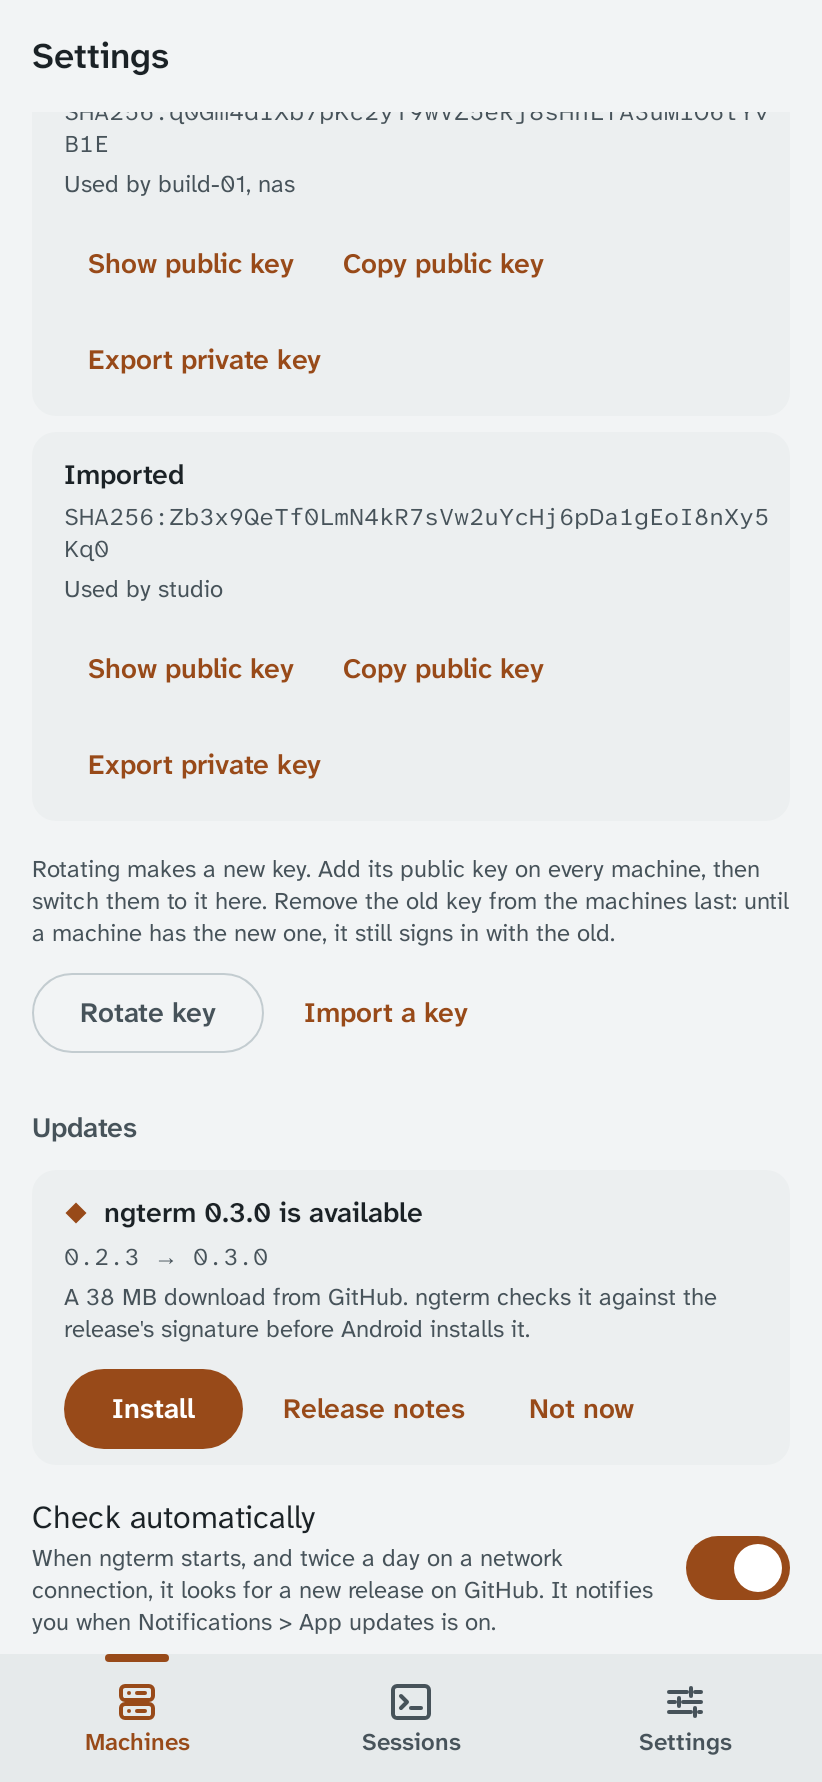 Settings
B1E
Used by build-01, nas
Show public key
Copy public key
Export private key
Imported
SHA256:Zb3x9QeTf0LmN4kR7sVw2uYcHj6pDa1gEoI8nXy5
Kq0
Used by studio
Show public key
Copy public key
Export private key
Rotating makes a new key. Add its public key on every machine, then
switch them to it here. Remove the old key from the machines last: until
a machine has the new one, it still signs in with the old.
Rotate key
Import a key
Updates
◆ ngterm 0.3.0 is available
0.2.3 → 0.3.0
A 38 MB download from GitHub. ngterm checks it against the
release's signature before Android installs it.
Install
Release notes
Not now
Check automatically
When ngterm starts, and twice a day on a network
connection, it looks for a new release on GitHub. It notifies
you when Notifications > App updates is on.
Machines
Sessions
Settings